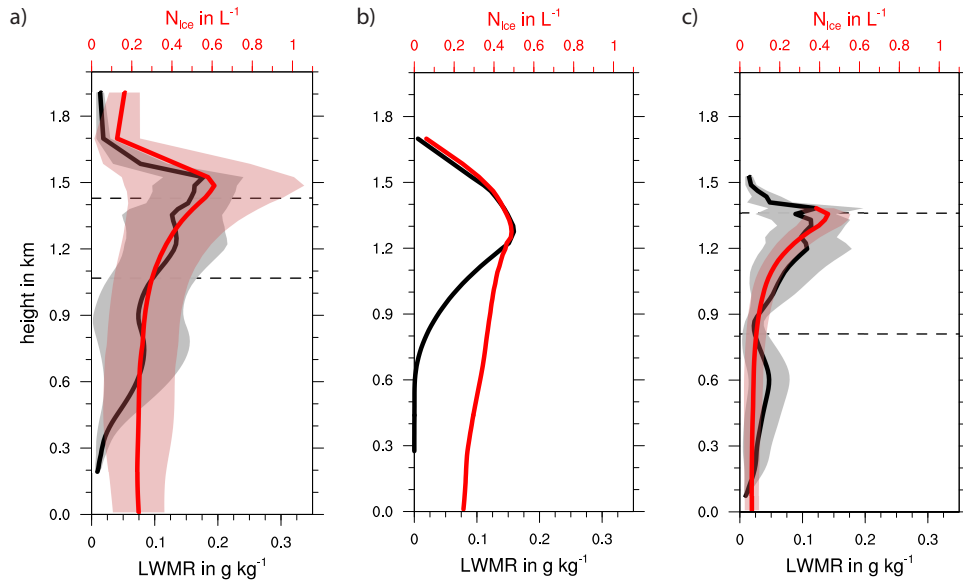 a) b) c)
N_Ice in L⁻¹ N_Ice in L⁻¹ N_Ice in L⁻¹
0 0.2 0.4 0.6 0.8 1 0 0.2 0.4 0.6 0.8 1 0 0.2 0.4 0.6 0.8 1
1.8 1.8 1.8
1.5 1.5 1.5
1.2 1.2 1.2
height in km
0.9 0.9 0.9
0.6 0.6 0.6
0.3 0.3 0.3
0.0 0.0 0.0
0 0.1 0.2 0.3 0 0.1 0.2 0.3 0 0.1 0.2 0.3
LWMR in g kg⁻¹ LWMR in g kg⁻¹ LWMR in g kg⁻¹